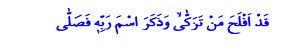 قَدْ اَفْلَحَ مَنْ تَزَكّٰىۙ وَذَكَرَ اسْمَ رَبِّهٖ فَصَلّٰىؕ